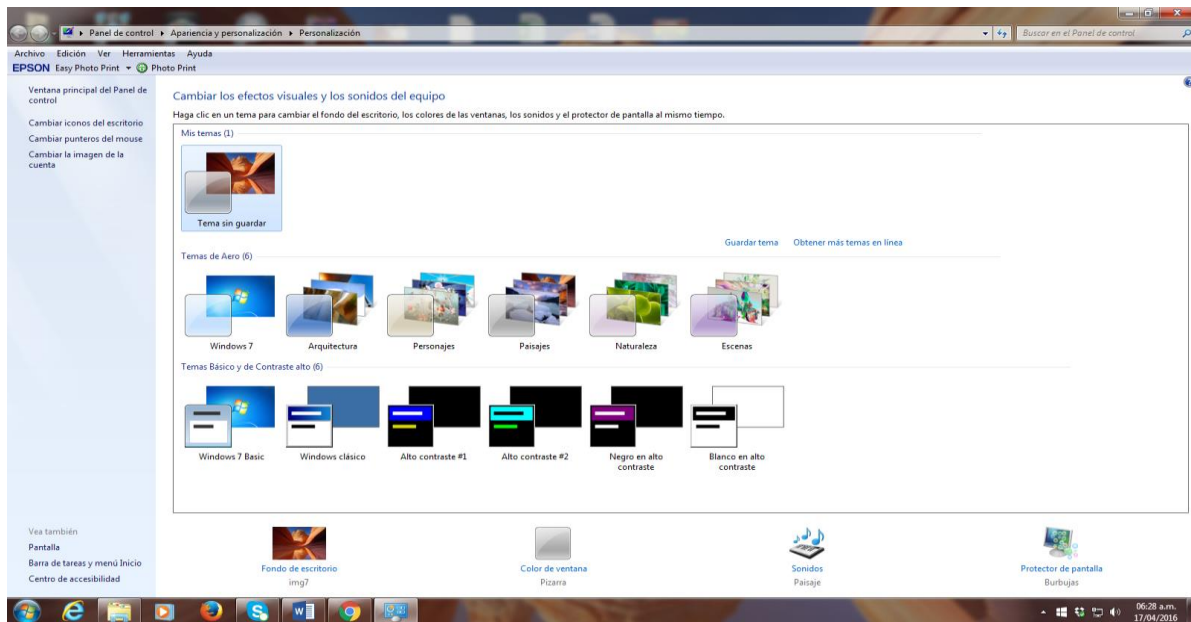 Panel de control ▸ Apariencia y personalización ▸ Personalización
Buscar en el Panel de control
Archivo Edición Ver Herramientas Ayuda
EPSON Easy Photo Print Photo Print
Ventana principal del Panel de
control
Cambiar iconos del escritorio
Cambiar punteros del mouse
Cambiar la imagen de la
cuenta
Cambiar los efectos visuales y los sonidos del equipo
Haga clic en un tema para cambiar el fondo del escritorio, los colores de las ventanas, los sonidos y el protector de pantalla al mismo tiempo.
Mis temas (1)
Tema sin guardar
Guardar tema Obtener más temas en línea
Temas de Aero (6)
Windows 7 Arquitectura Personajes Paisajes Naturaleza Escenas
Temas Básico y de Contraste alto (6)
Windows 7 Basic Windows clásico Alto contraste #1 Alto contraste #2 Negro en alto
contraste
Blanco en alto
contraste
Vea también
Pantalla
Barra de tareas y menú Inicio
Centro de accesibilidad
Fondo de escritorio
img7
Color de ventana
Pizarra
Sonidos
Paisaje
Protector de pantalla
Burbujas
06:28 a.m.
17/04/2016